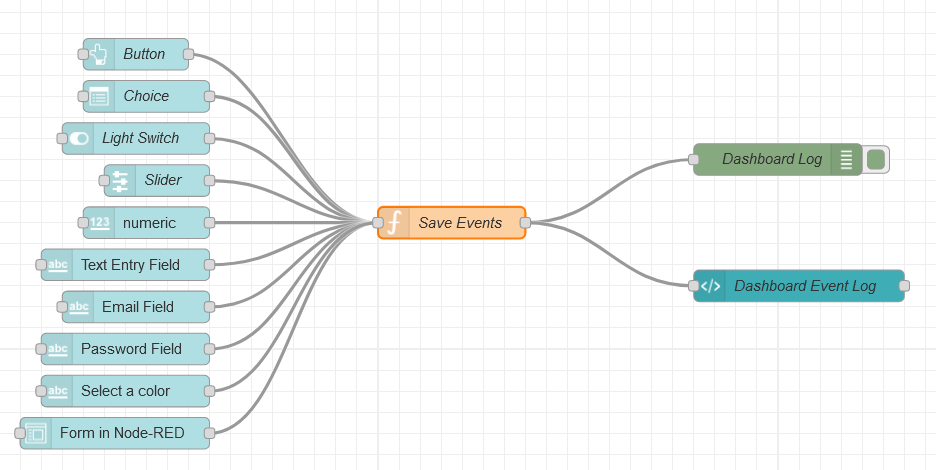 Button
Choice
Light Switch
Slider
123 numeric
abc Text Entry Field
abc Email Field
abc Password Field
abc Select a color
Form in Node-RED
f Save Events
Dashboard Log
</> Dashboard Event Log